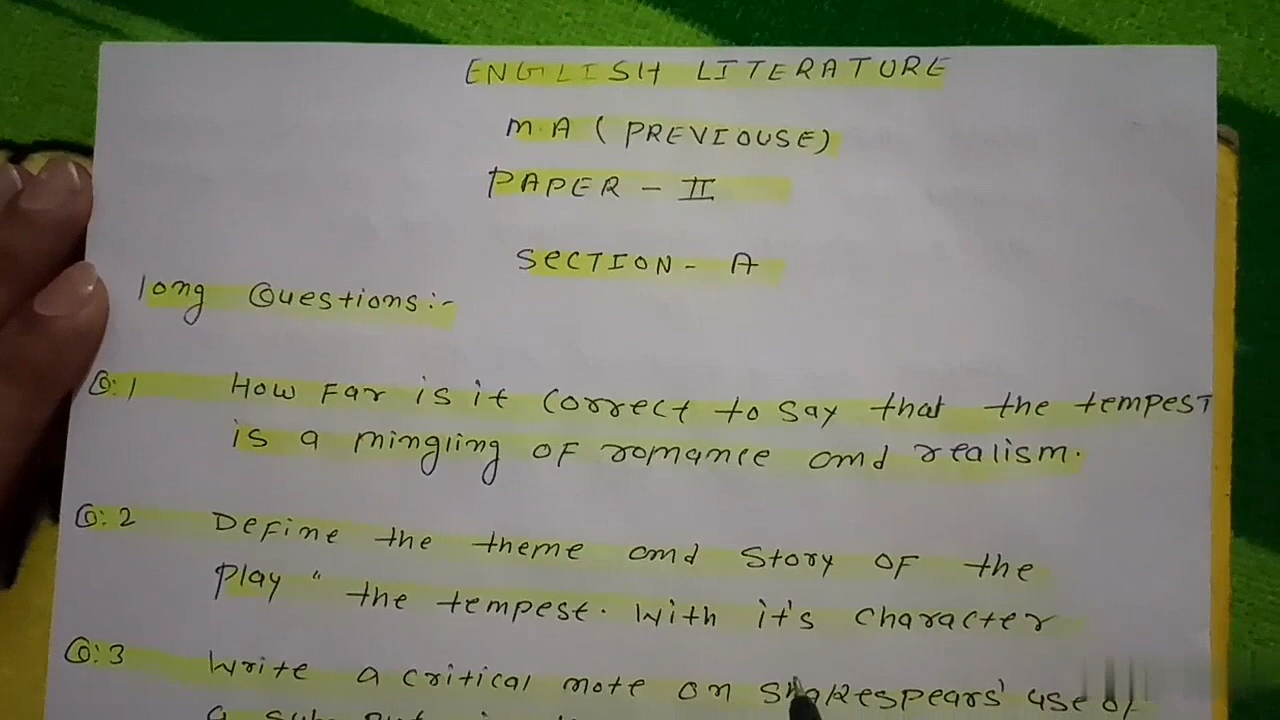 ENGLISH LITERATURE
M.A (PREVIOUSE)
PAPER - II
SECTION - A
long Questions:-
Q:1 How Far is it correct to say that the tempest
is a mingling OF romance and realism.
Q:2 Define the theme and Story OF the
Play " the tempest. With it's character
Q:3 Write a critical note on Shakespears' use of
a